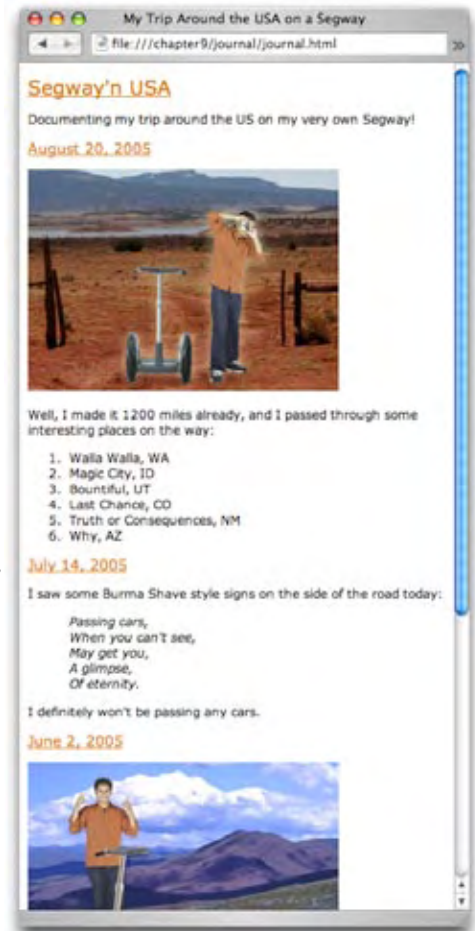 My Trip Around the USA on a Segway
file:///chapter9/journal/journal.html
Segway'n USA
Documenting my trip around the US on my very own Segway!
August 20, 2005
Well, I made it 1200 miles already, and I passed through some
interesting places on the way:
1. Walla Walla, WA
2. Magic City, ID
3. Bountiful, UT
4. Last Chance, CO
5. Truth or Consequences, NM
6. Why, AZ
July 14, 2005
I saw some Burma Shave style signs on the side of the road today:
Passing cars,
When you can't see,
May get you,
A glimpse,
Of eternity.
I definitely won't be passing any cars.
June 2, 2005